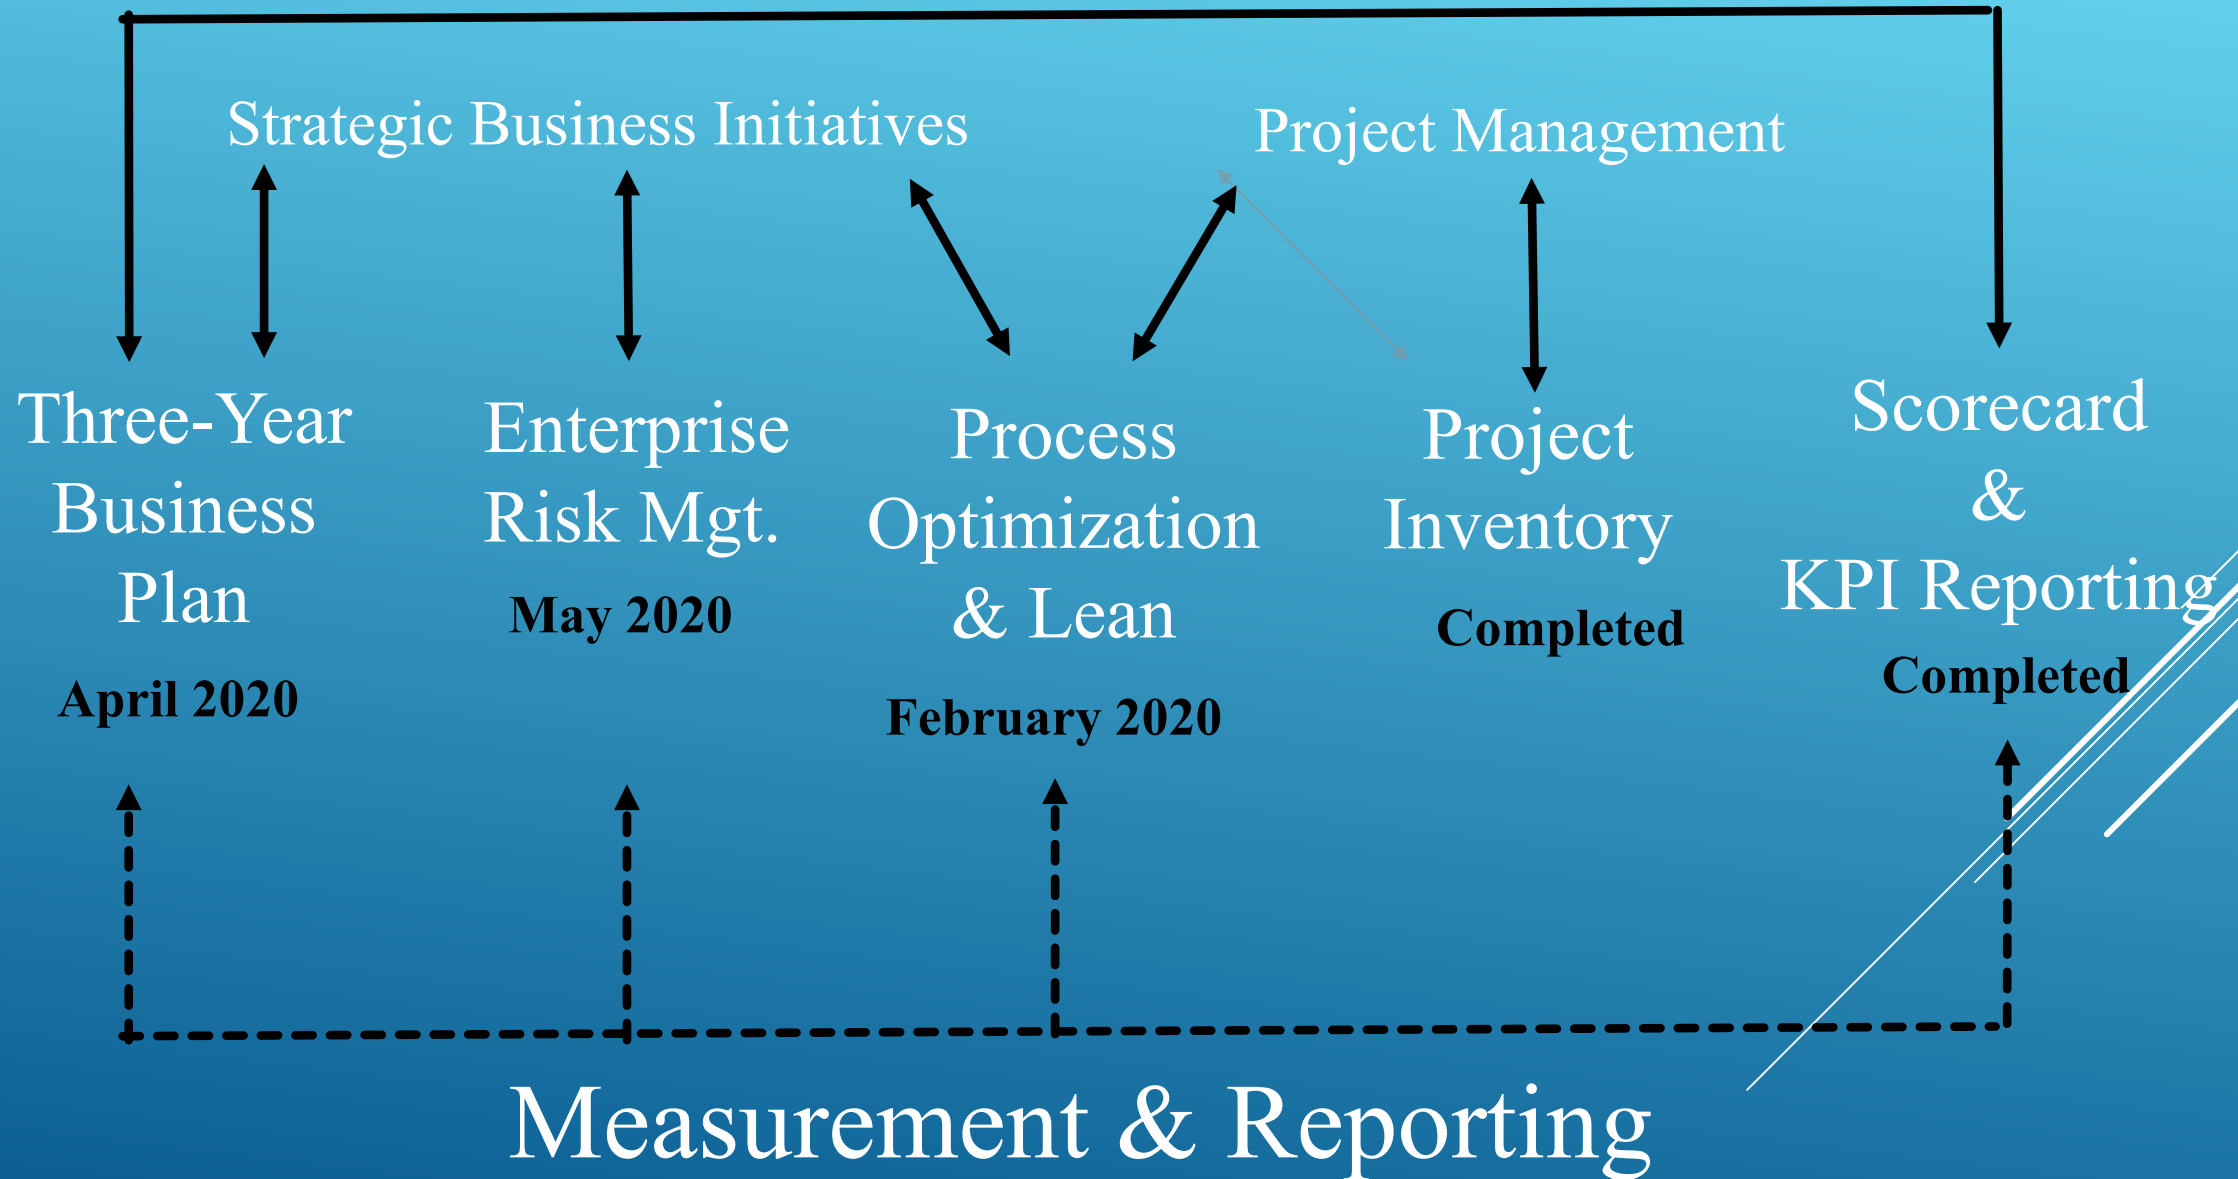 Strategic Business Initiatives
Project Management
Three-Year
Business
Plan
April 2020
Enterprise
Risk Mgt.
May 2020
Process
Optimization
& Lean
February 2020
Project
Inventory
Completed
Scorecard
&
KPI Reporting
Completed
Measurement & Reporting